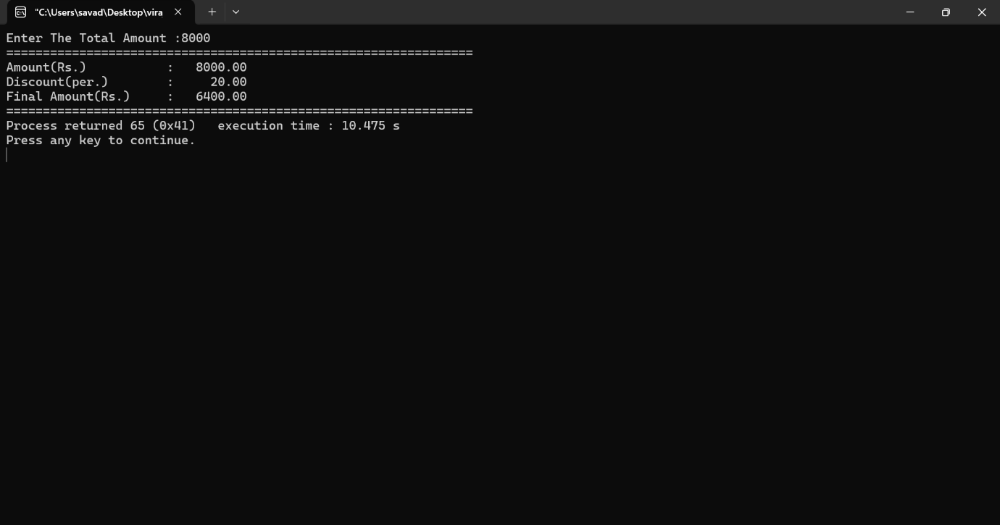 "C:\Users\savad\Desktop\vira
Enter The Total Amount :8000
================================================================
Amount(Rs.)           :   8000.00
Discount(per.)        :     20.00
Final Amount(Rs.)     :   6400.00
================================================================
Process returned 65 (0x41)   execution time : 10.475 s
Press any key to continue.